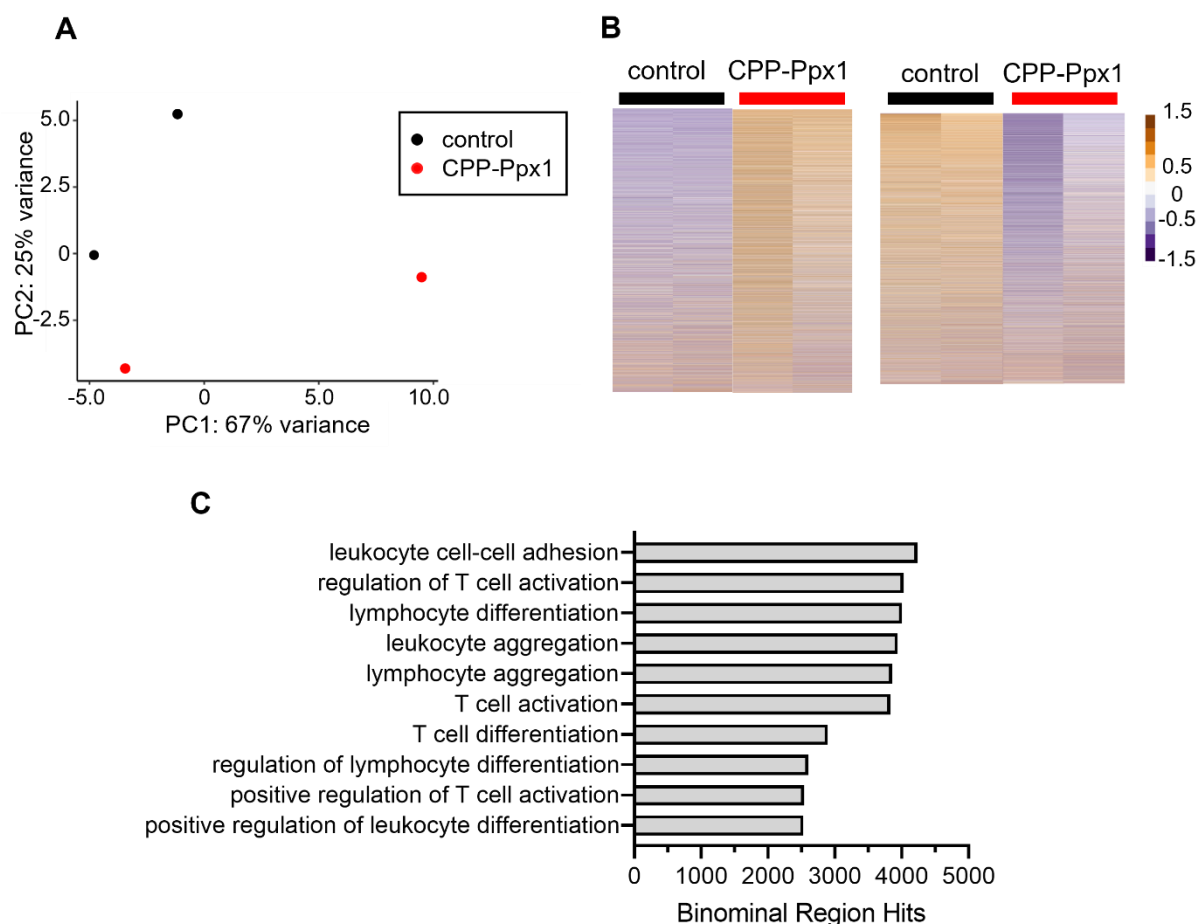 A
PC2: 25% variance
5.0
2.5
0
-2.5
-5.0
0
5.0
10.0
PC1: 67% variance
control
CPP-Ppx1
B
control
CPP-Ppx1
control
CPP-Ppx1
1.5
0.5
0
-0.5
-1.5
C
leukocyte cell-cell adhesion
regulation of T cell activation
lymphocyte differentiation
leukocyte aggregation
lymphocyte aggregation
T cell activation
T cell differentiation
regulation of lymphocyte differentiation
positive regulation of T cell activation
positive regulation of leukocyte differentiation
0 1000 2000 3000 4000 5000
Binominal Region Hits